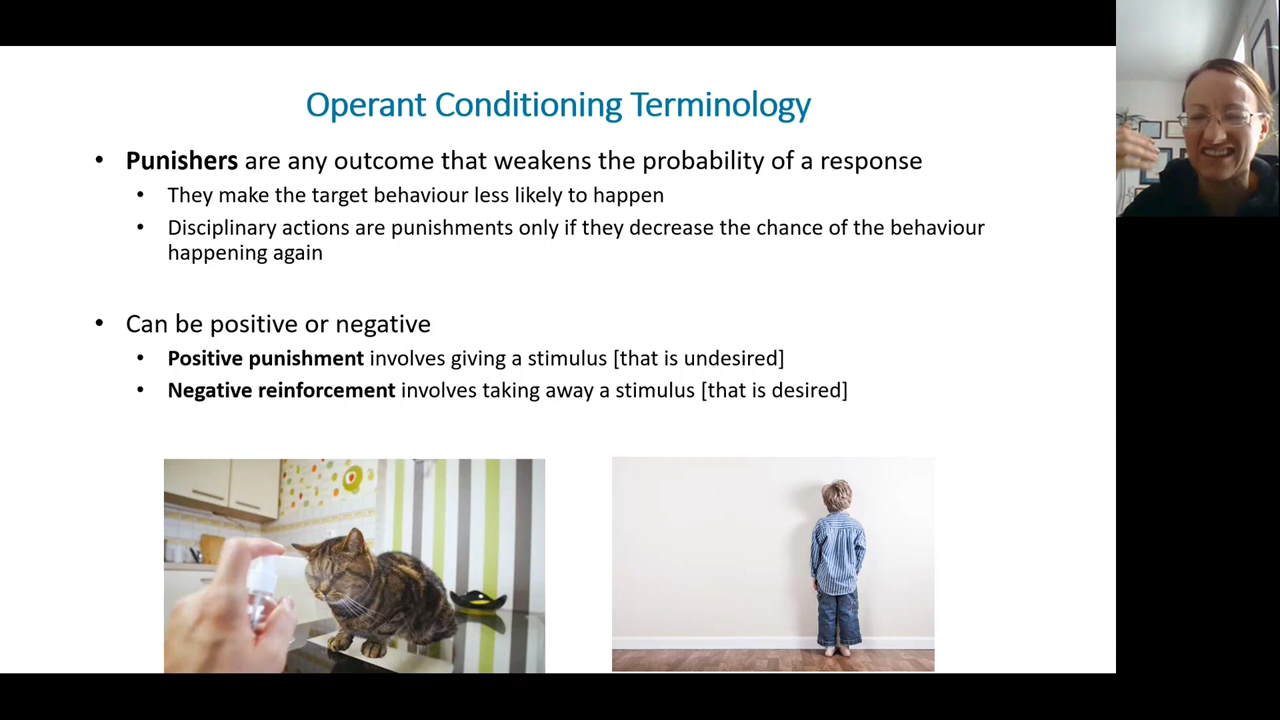 Operant Conditioning Terminology
• Punishers are any outcome that weakens the probability of a response
• They make the target behaviour less likely to happen
• Disciplinary actions are punishments only if they decrease the chance of the behaviour
happening again
• Can be positive or negative
• Positive punishment involves giving a stimulus [that is undesired]
• Negative reinforcement involves taking away a stimulus [that is desired]